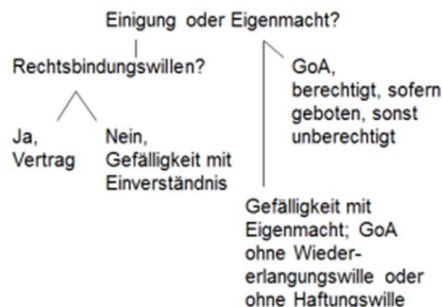 Einigung oder Eigenmacht?
Rechtsbindungswillen?
GoA,
berechtigt, sofern
geboten, sonst
unberechtigt
Ja,
Vertrag
Nein,
Gefälligkeit mit
Einverständnis
Gefälligkeit mit
Eigenmacht; GoA
ohne Wieder-
erlangungswille oder
ohne Haftungswille